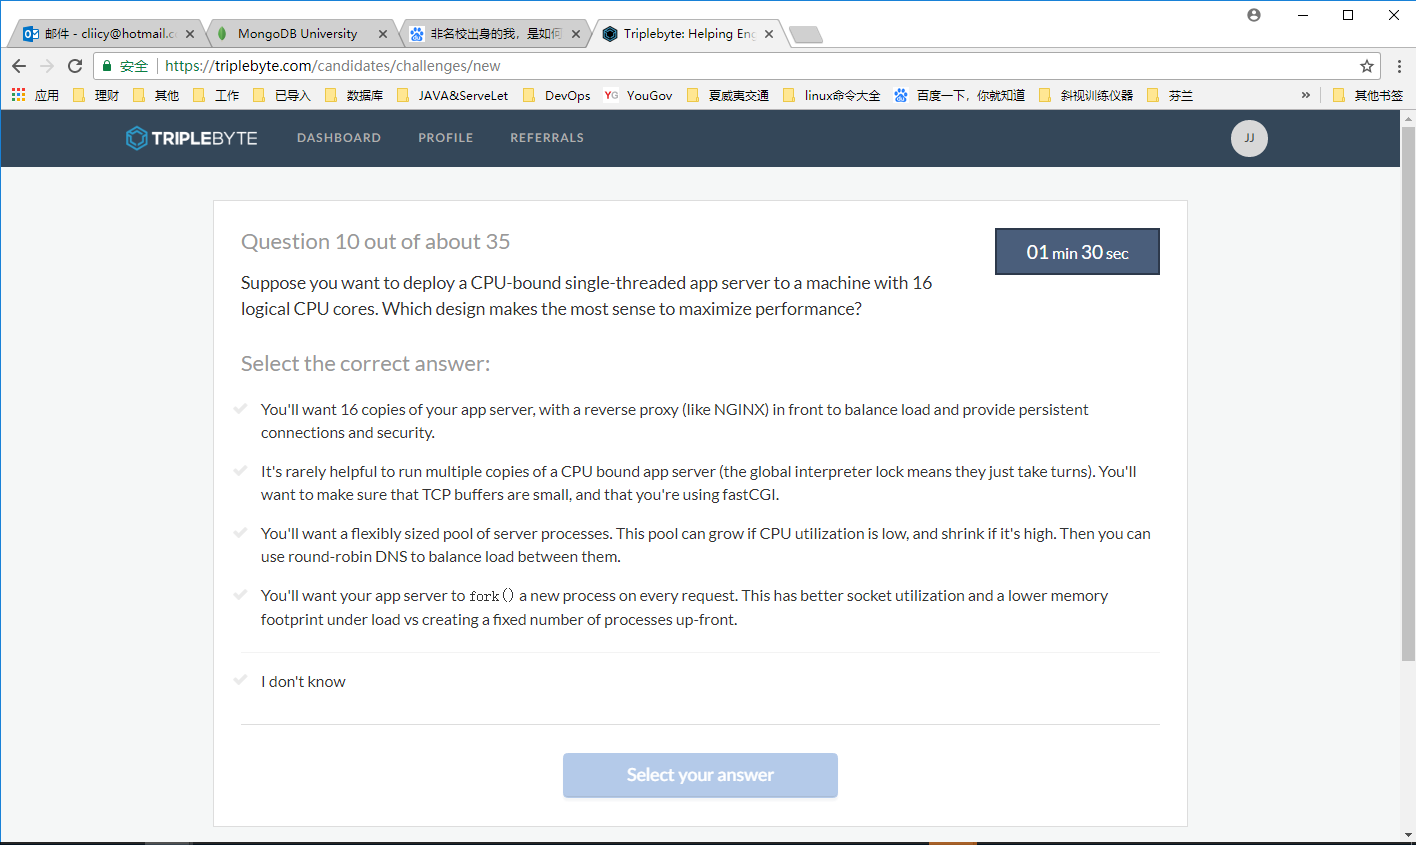 邮件 - cliicy@hotmail.c
MongoDB University
非名校出身的我，是如何
Triplebyte: Helping Eng
安全
https://triplebyte.com/candidates/challenges/new
应用 理财 其他 工作 已导入 数据库 JAVA&ServeLet DevOps YG YouGov 夏威夷交通 linux命令大全 百度一下，你就知道 斜视训练仪器 芬兰 » 其他书签
TRIPLEBYTE DASHBOARD PROFILE REFERRALS JJ
Question 10 out of about 35
01 min 30 sec
Suppose you want to deploy a CPU-bound single-threaded app server to a machine with 16
logical CPU cores. Which design makes the most sense to maximize performance?
Select the correct answer:
You'll want 16 copies of your app server, with a reverse proxy (like NGINX) in front to balance load and provide persistent
connections and security.
It's rarely helpful to run multiple copies of a CPU bound app server (the global interpreter lock means they just take turns). You'll
want to make sure that TCP buffers are small, and that you're using fastCGI.
You'll want a flexibly sized pool of server processes. This pool can grow if CPU utilization is low, and shrink if it's high. Then you can
use round-robin DNS to balance load between them.
You'll want your app server to fork() a new process on every request. This has better socket utilization and a lower memory
footprint under load vs creating a fixed number of processes up-front.
I don't know
Select your answer